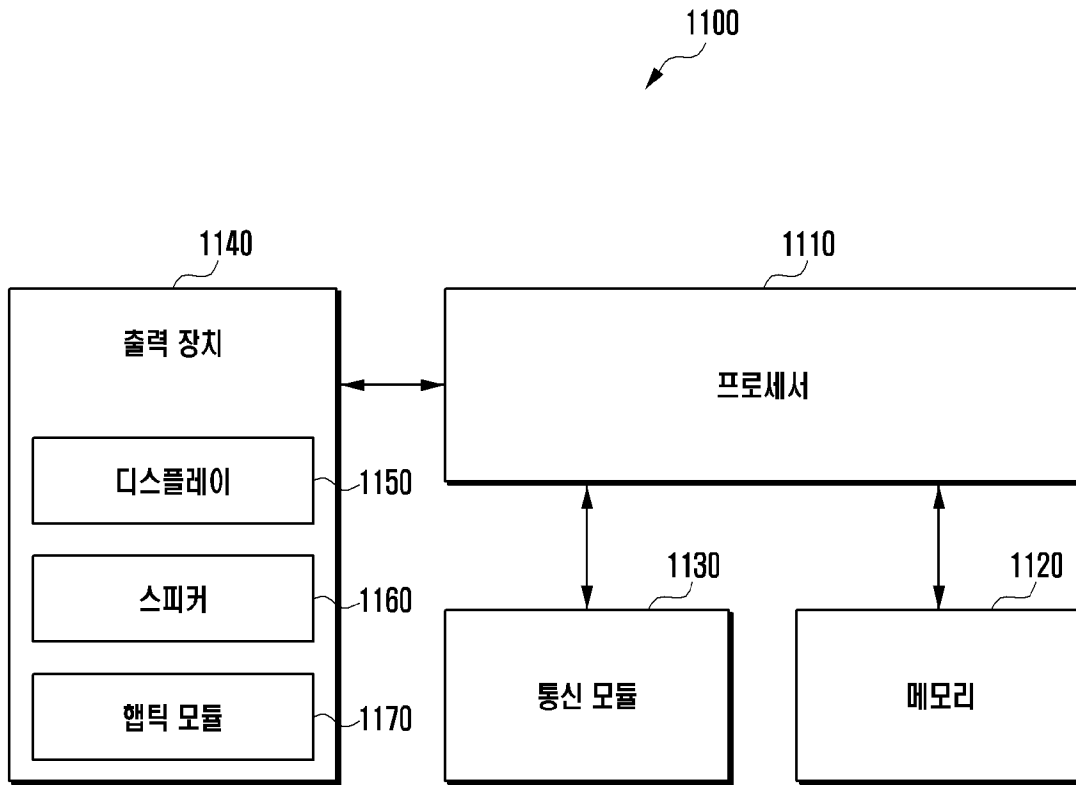 1100
1140
1110
출력 장치
프로세서
디스플레이
1150
스피커
1160
1130
1120
햅틱 모듈
1170
통신 모듈
메모리